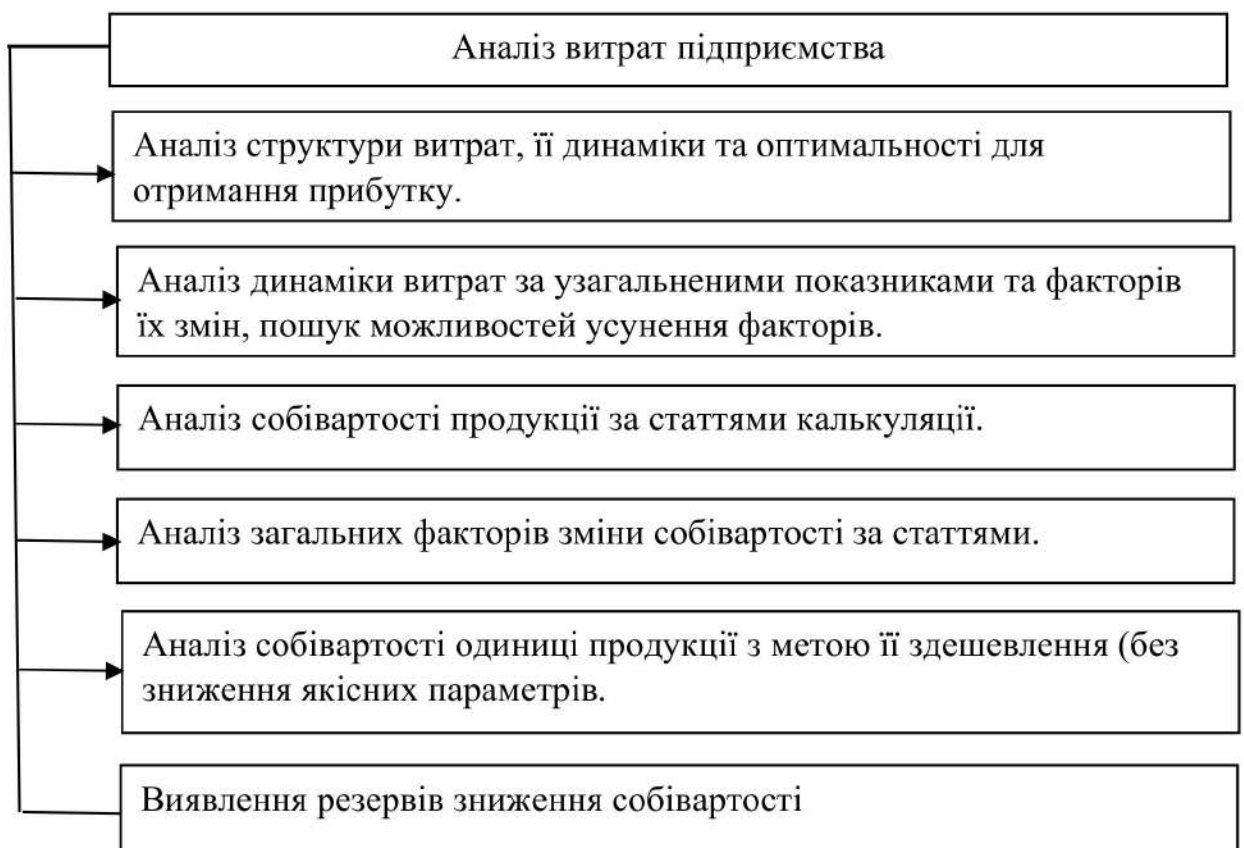 Аналіз витрат підприємства
Аналіз структури витрат, її динаміки та оптимальності для
отримання прибутку.
Аналіз динаміки витрат за узагальненими показниками та факторів
їх змін, пошук можливостей усунення факторів.
Аналіз собівартості продукції за статтями калькуляції.
Аналіз загальних факторів зміни собівартості за статтями.
Аналіз собівартості одиниці продукції з метою її здешевлення (без
зниження якісних параметрів.
Виявлення резервів зниження собівартості